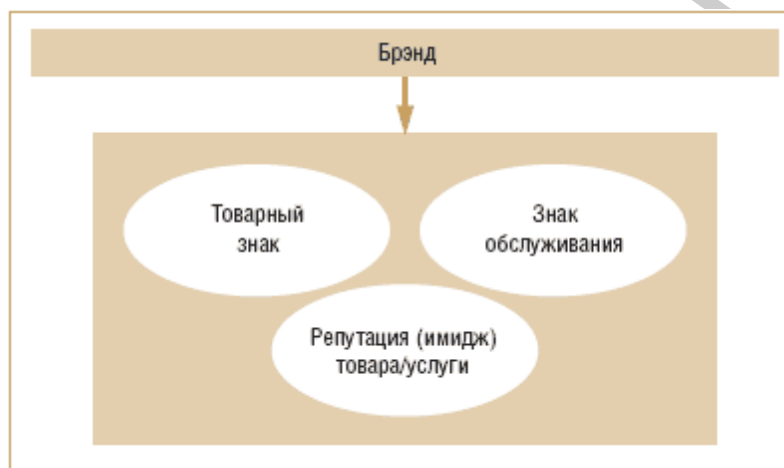 Брэнд
Товарный
знак
Знак
обслуживания
Репутация (имидж)
товара/услуги